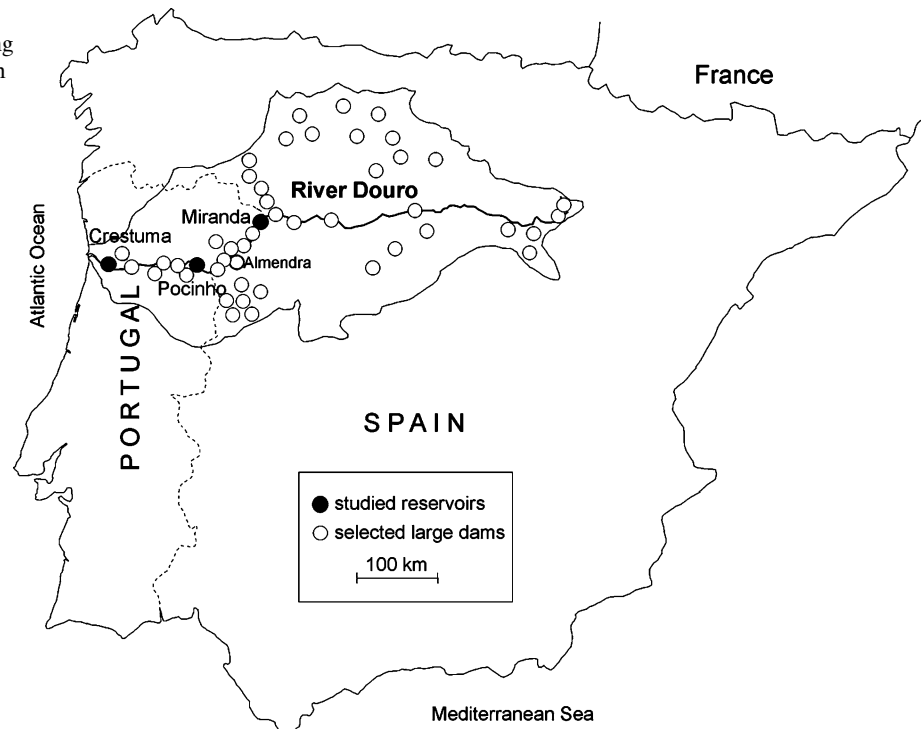 France
River Douro
Miranda
Crestuma
Almendra
Pocinho
Atlantic Ocean
PORTUGAL
SPAIN
studied reservoirs
selected large dams
100 km
Mediterranean Sea